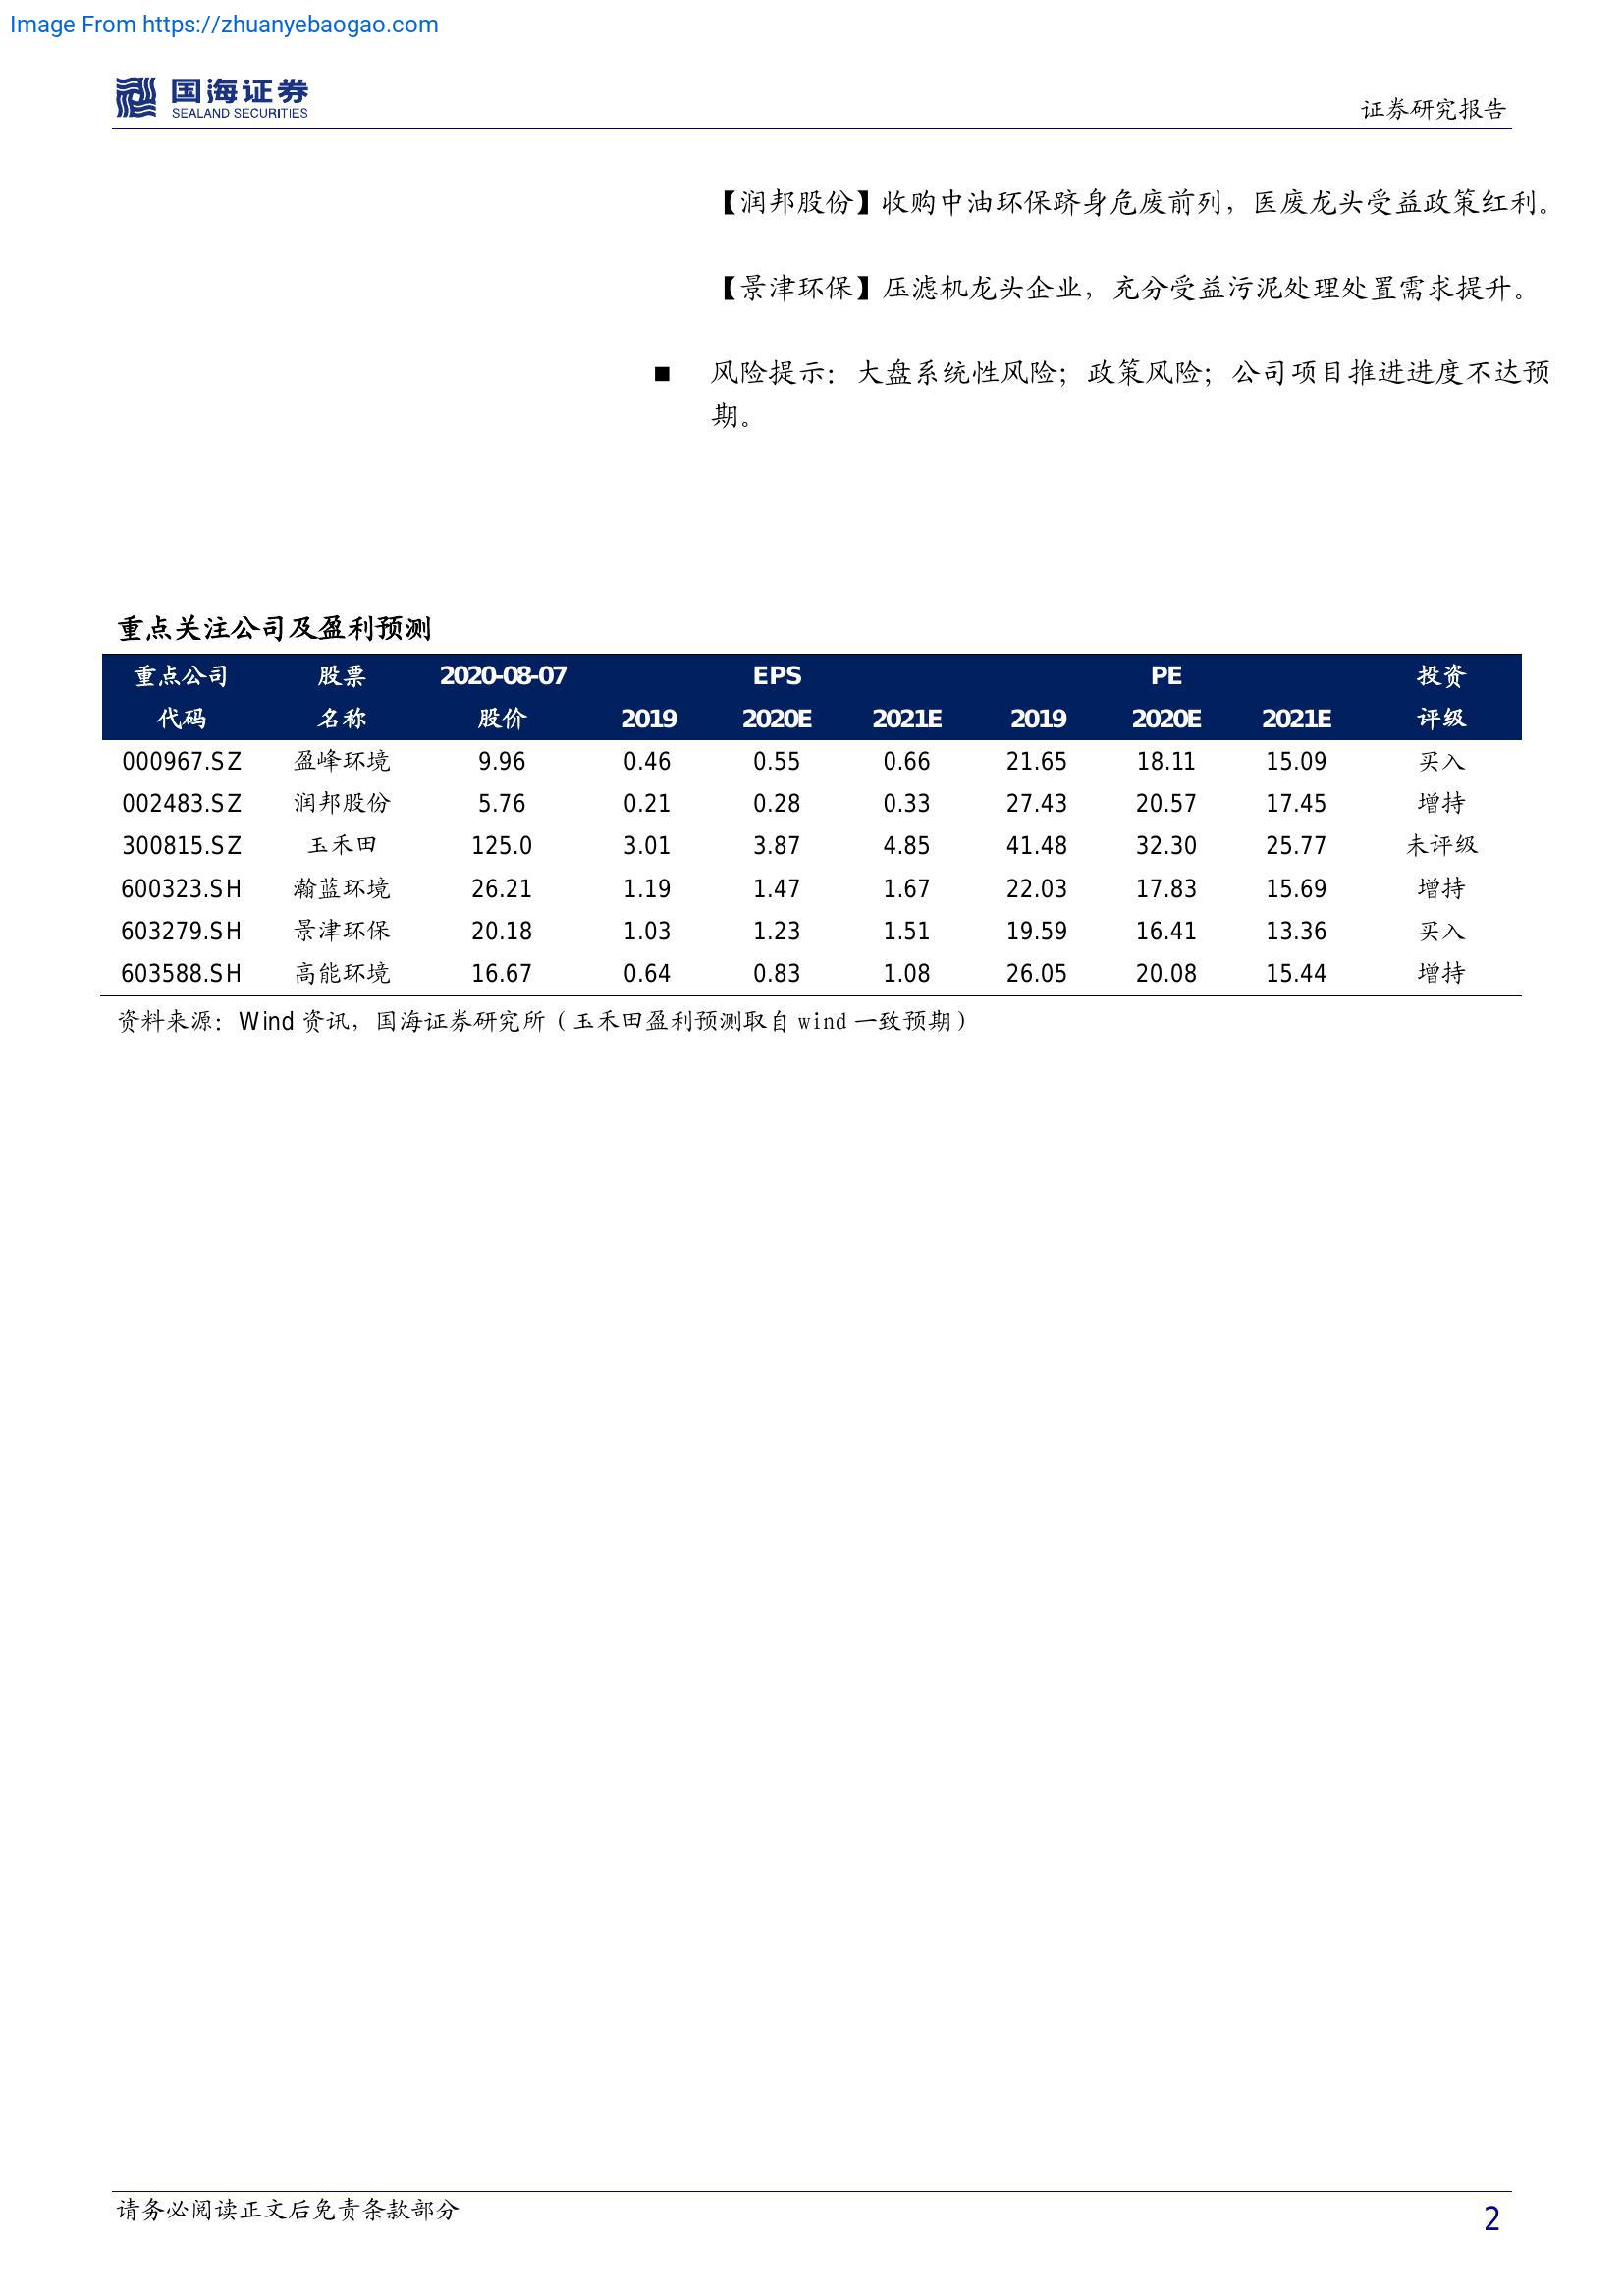 Image From https://zhuanyebaogao.com
国海证券
SEALAND SECURITIES
证券研究报告
【润邦股份】收购中油环保跻身危废前列，医废龙头受益政策红利。
【景津环保】压滤机龙头企业，充分受益污泥处理处置需求提升。
■ 风险提示：大盘系统性风险；政策风险；公司项目推进进度不达预
期。
重点关注公司及盈利预测
重点公司 股票 2020-08-07 EPS PE 投资
代码 名称 股价 2019 2020E 2021E 2019 2020E 2021E 评级
000967.SZ 盈峰环境 9.96 0.46 0.55 0.66 21.65 18.11 15.09 买入
002483.SZ 润邦股份 5.76 0.21 0.28 0.33 27.43 20.57 17.45 增持
300815.SZ 玉禾田 125.0 3.01 3.87 4.85 41.48 32.30 25.77 未评级
600323.SH 瀚蓝环境 26.21 1.19 1.47 1.67 22.03 17.83 15.69 增持
603279.SH 景津环保 20.18 1.03 1.23 1.51 19.59 16.41 13.36 买入
603588.SH 高能环境 16.67 0.64 0.83 1.08 26.05 20.08 15.44 增持
资料来源：Wind 资讯，国海证券研究所（玉禾田盈利预测取自 wind 一致预期）
请务必阅读正文后免责条款部分
2